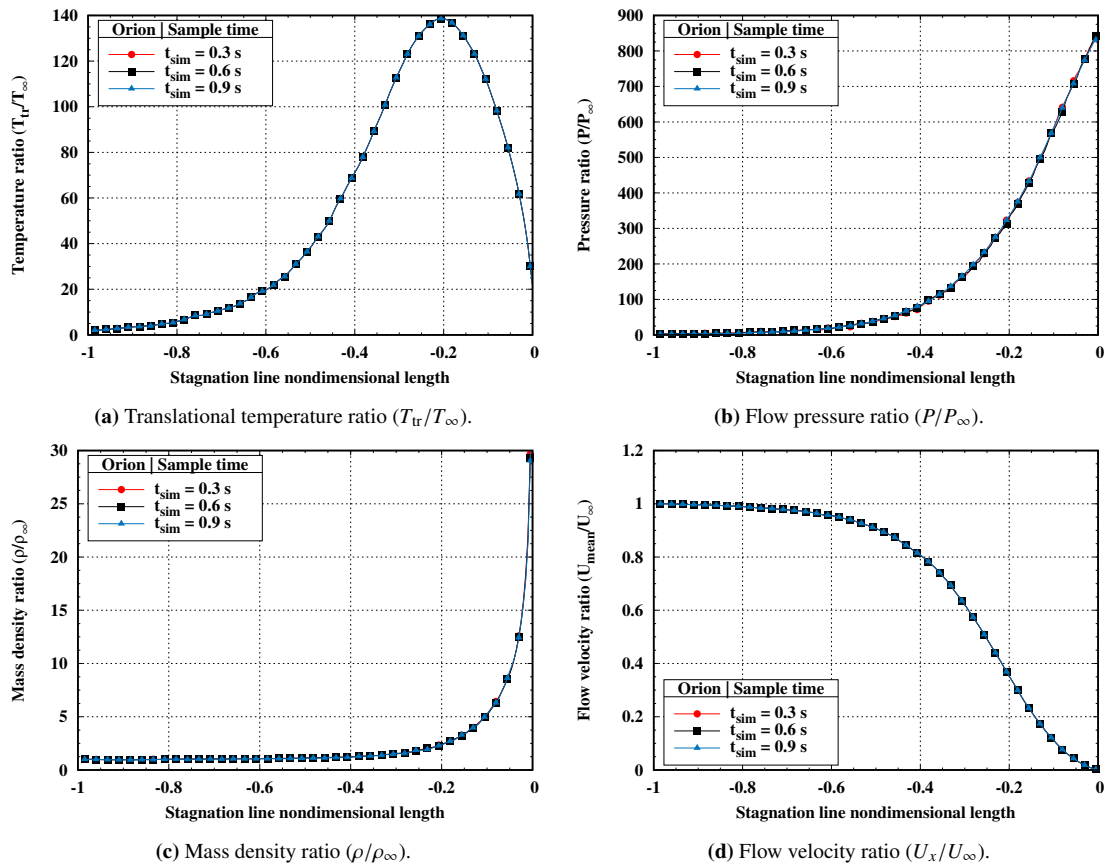 Temperature ratio (T_tr/T_∞)
140
120
100
80
60
40
20
0
Orion | Sample time
t_sim = 0.3 s
t_sim = 0.6 s
t_sim = 0.9 s
-1 -0.8 -0.6 -0.4 -0.2 0
Stagnation line nondimensional length
(a) Translational temperature ratio (T_tr/T_∞).
Pressure ratio (P/P_∞)
900
800
700
600
500
400
300
200
100
0
Orion | Sample time
t_sim = 0.3 s
t_sim = 0.6 s
t_sim = 0.9 s
-1 -0.8 -0.6 -0.4 -0.2 0
Stagnation line nondimensional length
(b) Flow pressure ratio (P/P_∞).
Mass density ratio (ρ/ρ_∞)
30
25
20
15
10
5
0
Orion | Sample time
t_sim = 0.3 s
t_sim = 0.6 s
t_sim = 0.9 s
-1 -0.8 -0.6 -0.4 -0.2 0
Stagnation line nondimensional length
(c) Mass density ratio (ρ/ρ_∞).
Flow velocity ratio (U_mean/U_∞)
1.2
1
0.8
0.6
0.4
0.2
0
Orion | Sample time
t_sim = 0.3 s
t_sim = 0.6 s
t_sim = 0.9 s
-1 -0.8 -0.6 -0.4 -0.2 0
Stagnation line nondimensional length
(d) Flow velocity ratio (U_x/U_∞).